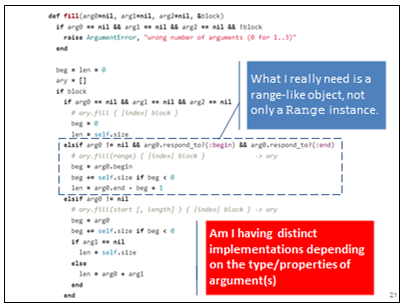 def fill(arg0=nil, arg1=nil, arg2=nil, &block)
if arg0 == nil && arg1 == nil && arg2 == nil && !block
raise ArgumentError, "wrong number of arguments (0 for 1..3)"
end
beg = len = 0
ary = []
if block
if arg0 == nil && arg1 == nil && arg2 == nil
# ary.fill { |index| block }
beg = 0
len = self.size
elsif arg0 != nil && arg0.respond_to?(:begin) && arg0.respond_to?(:end)
# ary.fill(range) { |index| block } -> ary
beg = arg0.begin
beg += self.size if beg < 0
len = arg0.end - beg + 1
elsif arg0 != nil
# ary.fill(start [, length] ) { |index| block } -> ary
beg = arg0
beg += self.size if beg < 0
if arg1 == nil
len = self.size
else
len = arg0 + arg1
end
end
What I really need is a
range-like object, not
only a Range instance.
Am I having distinct
implementations depending
on the type/properties of
argument(s)
21